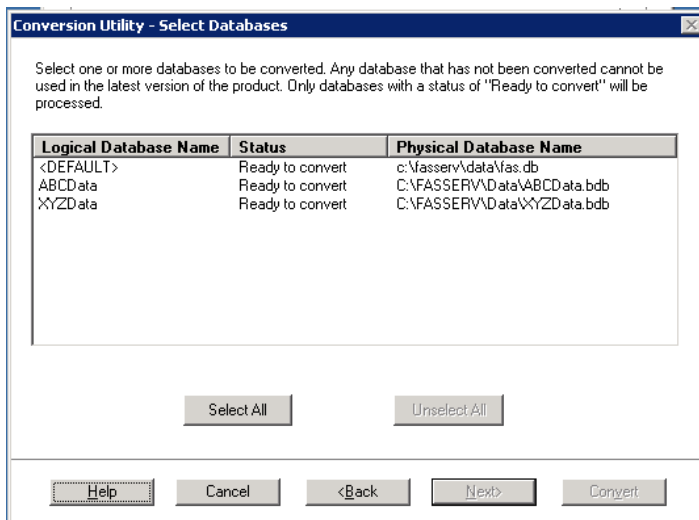 Conversion Utility - Select Databases
Select one or more databases to be converted. Any database that has not been converted cannot be
used in the latest version of the product. Only databases with a status of "Ready to convert" will be
processed.
Logical Database Name Status Physical Database Name
<DEFAULT> Ready to convert c:\fasserv\data\fas.db
ABCData Ready to convert C:\FASSERV\Data\ABCData.bdb
XYZData Ready to convert C:\FASSERV\Data\XYZData.bdb
Select All Unselect All
Help Cancel <Back Next> Convert